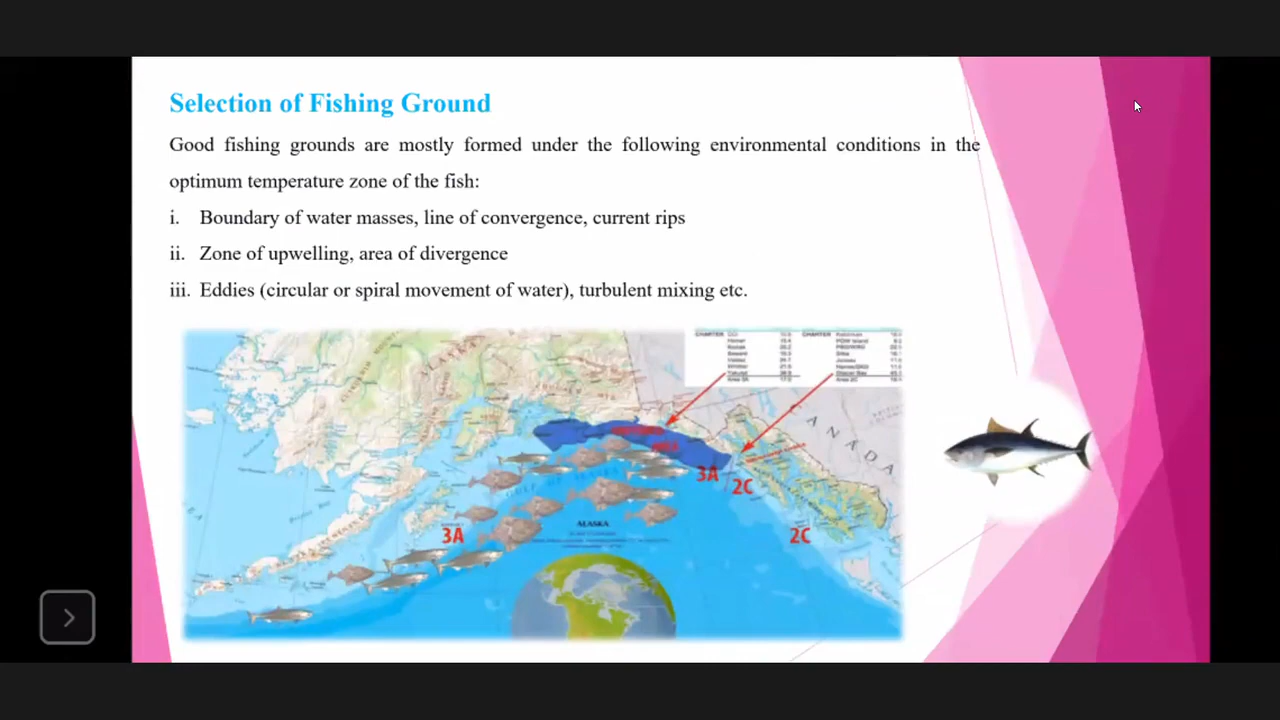 Selection of Fishing Ground
Good fishing grounds are mostly formed under the following environmental conditions in the
optimum temperature zone of the fish:
i. Boundary of water masses, line of convergence, current rips
ii. Zone of upwelling, area of divergence
iii. Eddies (circular or spiral movement of water), turbulent mixing etc.
CHARTER
CHARTER
CANADA
3A
2C
3A
2C
ALASKA